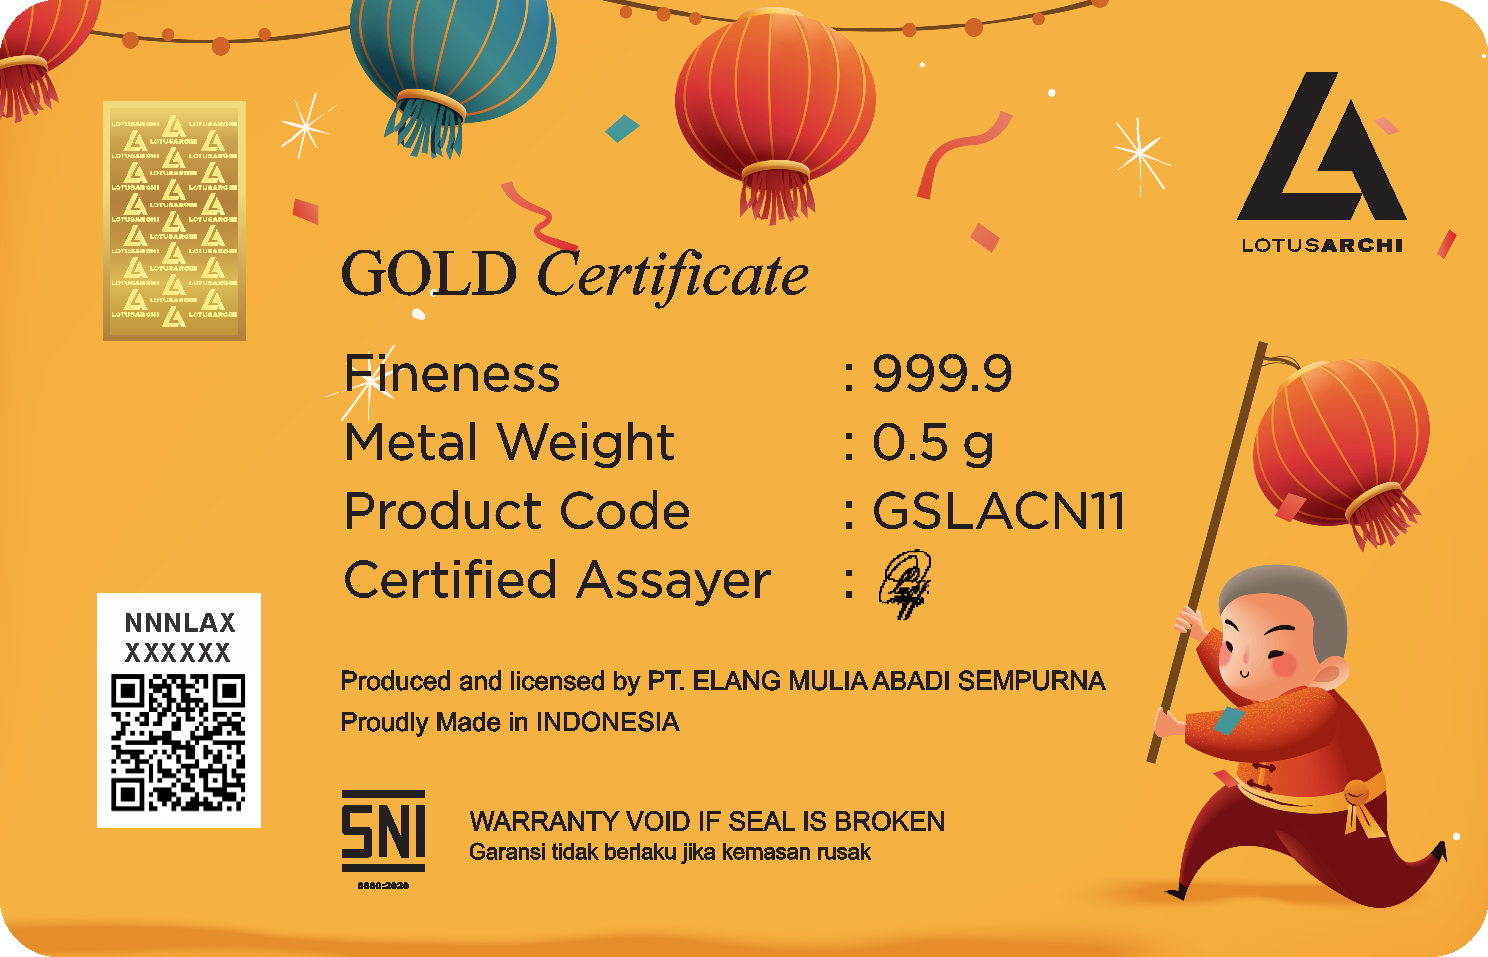 LOTUSARCHI
GOLD Certificate
Fineness : 999.9
Metal Weight : 0.5 g
Product Code : GSLACN11
Certified Assayer :
NNNLAX
XXXXXX
Produced and licensed by PT. ELANG MULIA ABADI SEMPURNA
Proudly Made in INDONESIA
SNI
8880:2020
WARRANTY VOID IF SEAL IS BROKEN
Garansi tidak berlaku jika kemasan rusak